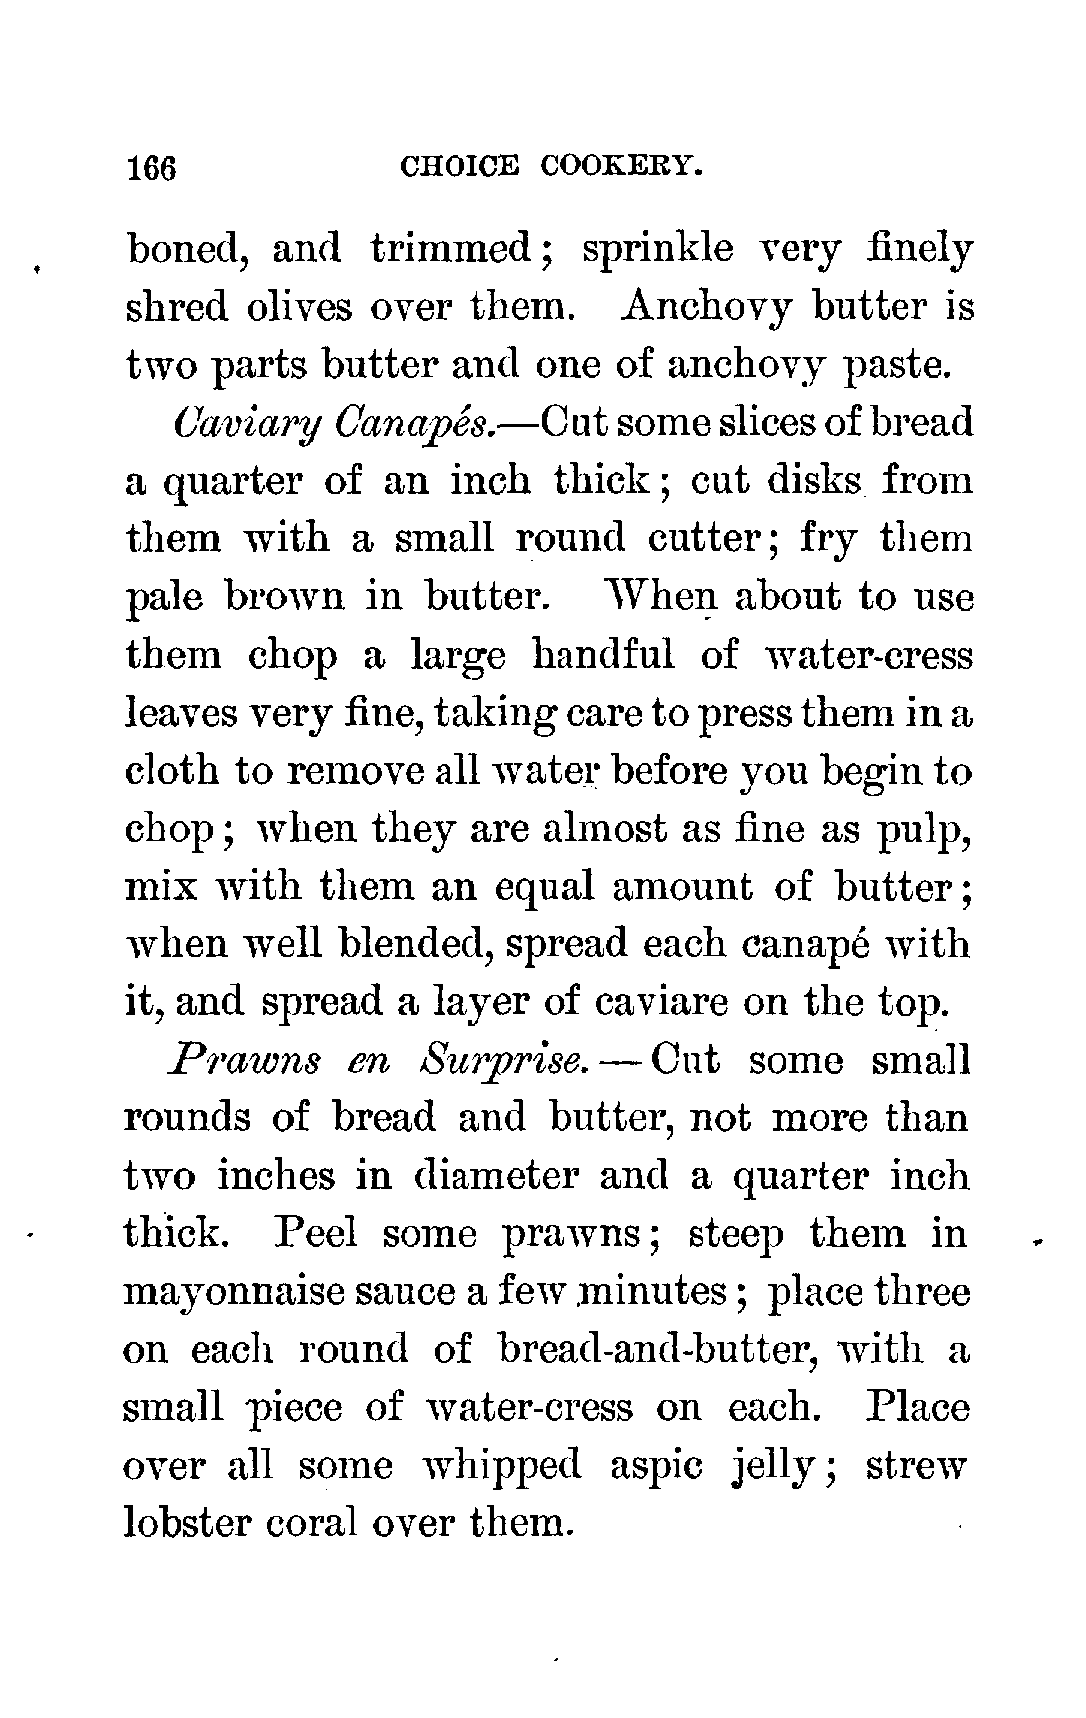 166 CHOICE COOKERY.
boned, and trimmed; sprinkle very finely
shred olives over them. Anchovy butter is
two parts butter and one of anchovy paste.
Caviary Canapés.—Cut some slices of bread
a quarter of an inch thick; cut disks from
them with a small round cutter; fry them
pale brown in butter. When about to use
them chop a large handful of water-cress
leaves very fine, taking care to press them in a
cloth to remove all water before you begin to
chop; when they are almost as fine as pulp,
mix with them an equal amount of butter;
when well blended, spread each canapé with
it, and spread a layer of caviare on the top.
Prawns en Surprise.—Cut some small
rounds of bread and butter, not more than
two inches in diameter and a quarter inch
thick. Peel some prawns; steep them in
mayonnaise sauce a few minutes; place three
on each round of bread-and-butter, with a
small piece of water-cress on each. Place
over all some whipped aspic jelly; strew
lobster coral over them.